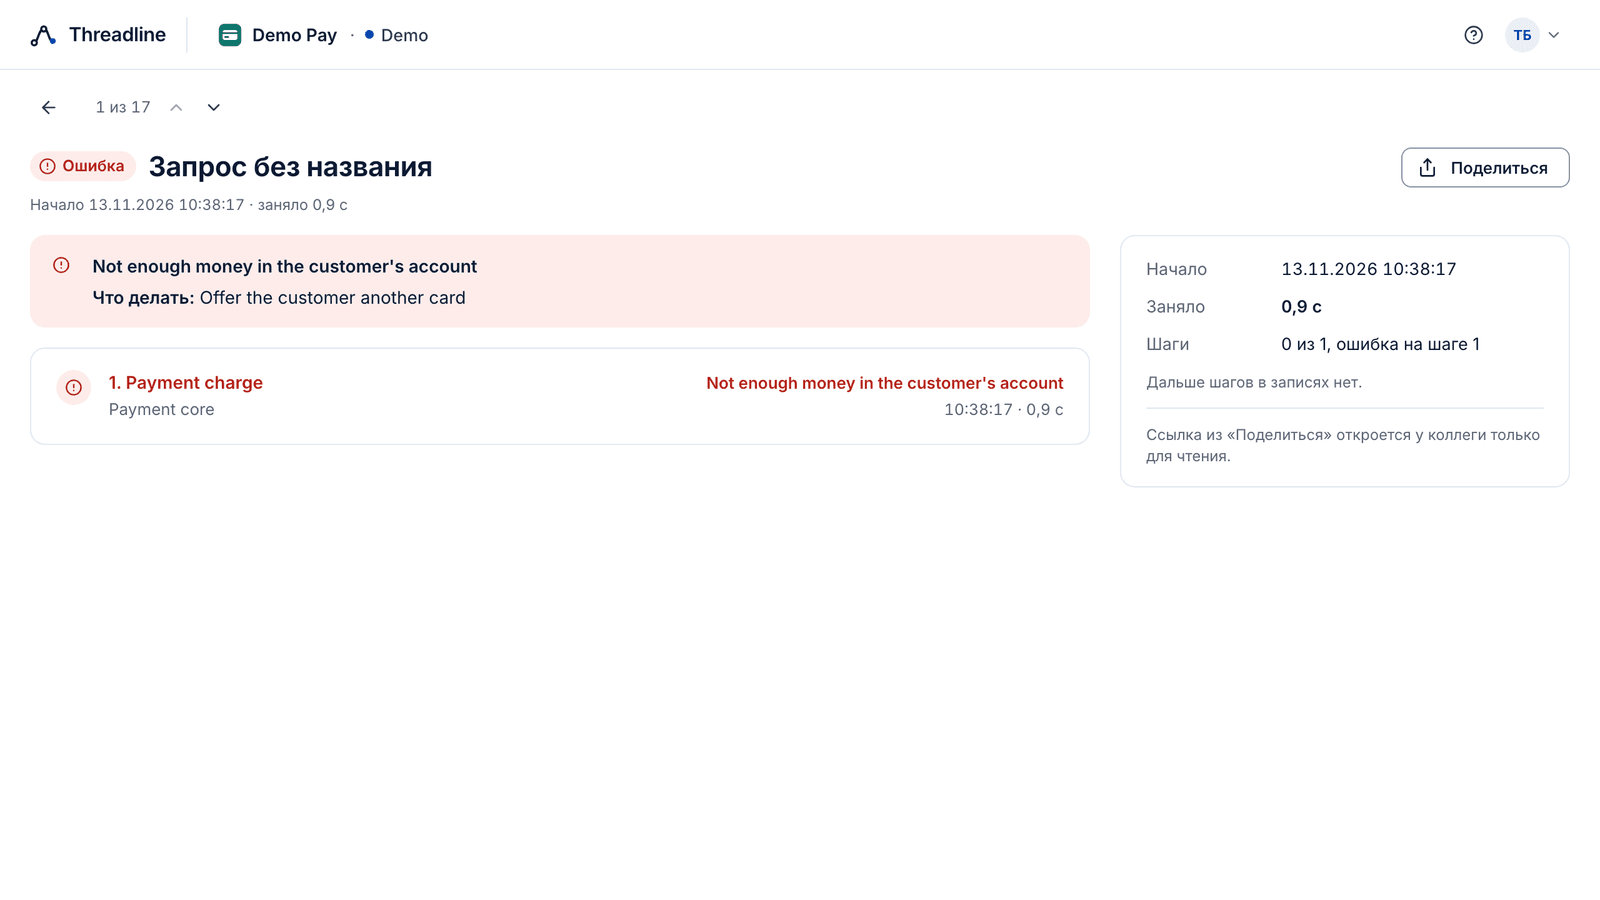 Threadline
Demo Pay · Demo
ТБ
1 из 17
Ошибка
Запрос без названия
Поделиться
Начало 13.11.2026 10:38:17 · заняло 0,9 с
Not enough money in the customer's account
Что делать: Offer the customer another card
1. Payment charge
Not enough money in the customer's account
Payment core
10:38:17 · 0,9 с
Начало 13.11.2026 10:38:17
Заняло 0,9 с
Шаги 0 из 1, ошибка на шаге 1
Дальше шагов в записях нет.
Ссылка из «Поделиться» откроется у коллеги только
для чтения.